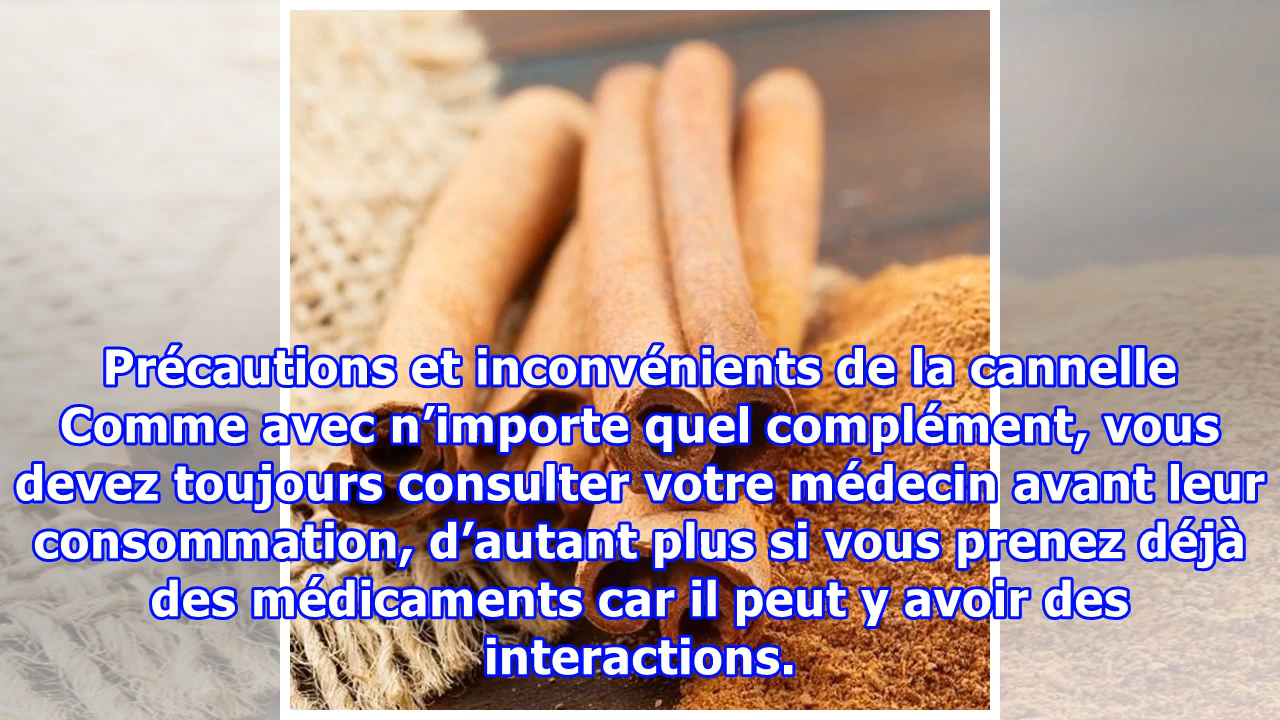 Précautions et inconvénients de la cannelle
Comme avec n’importe quel complément, vous
devez toujours consulter votre médecin avant leur
consommation, d’autant plus si vous prenez déjà
des médicaments car il peut y avoir des
interactions.